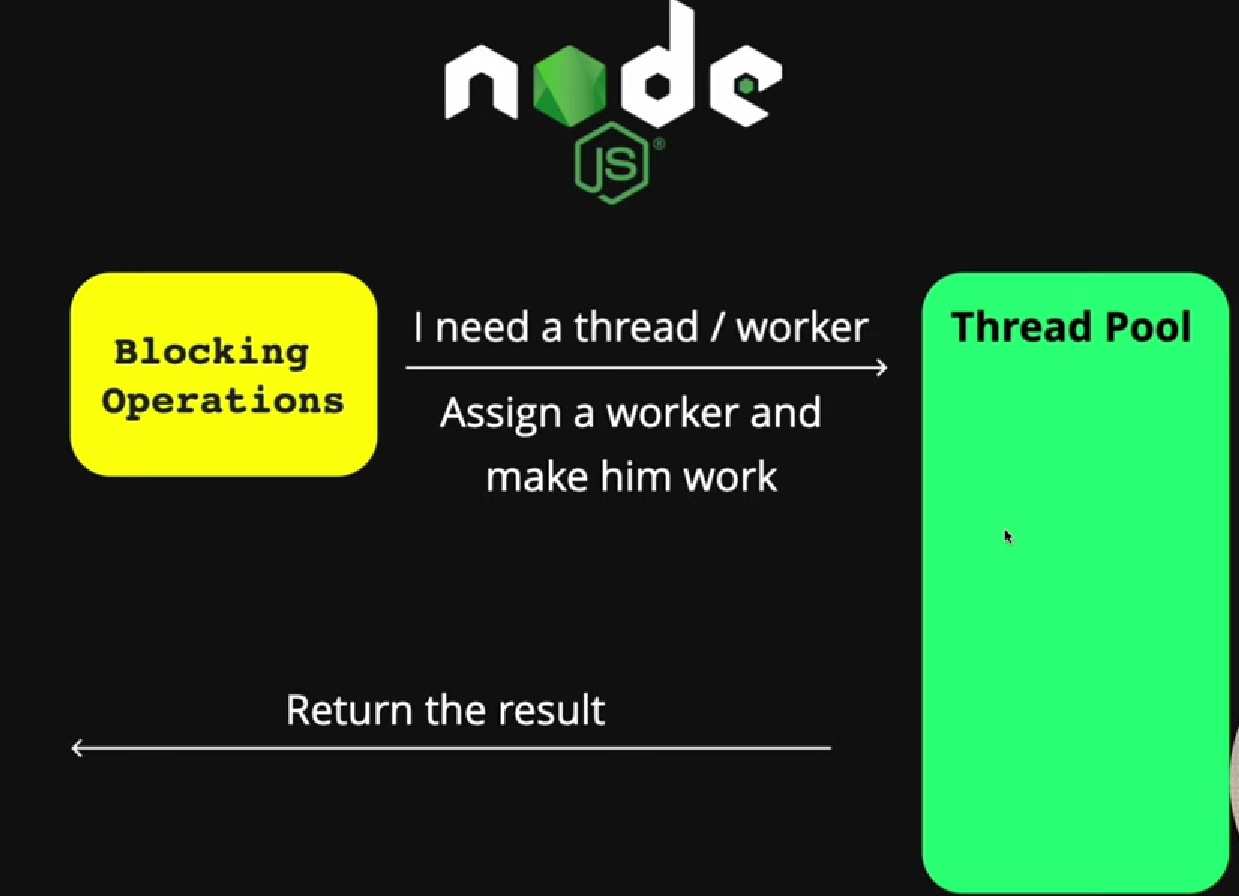 node
JS®
Blocking
Operations
I need a thread / worker
Assign a worker and
make him work
Thread Pool
Return the result